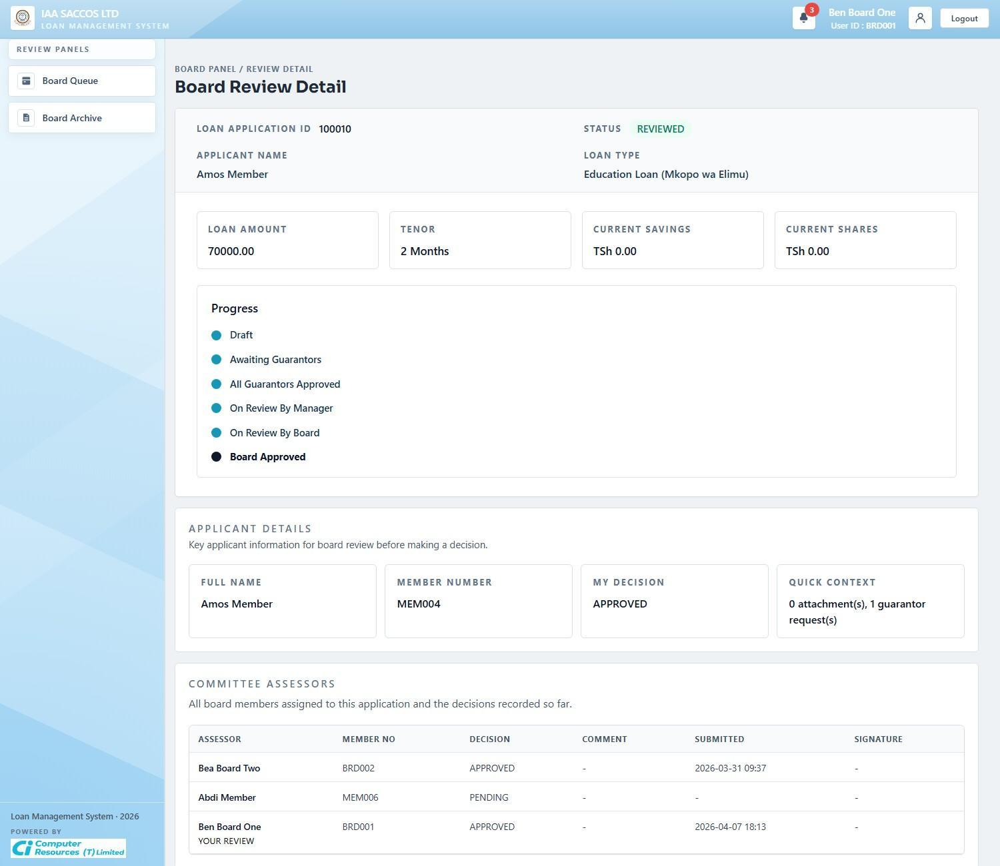 IAA SACCOS LTD
LOAN MANAGEMENT SYSTEM
3
Ben Board One
User ID : BRD001
Logout
REVIEW PANELS
Board Queue
Board Archive
BOARD PANEL / REVIEW DETAIL
Board Review Detail
LOAN APPLICATION ID 100010
STATUS REVIEWED
APPLICANT NAME
Amos Member
LOAN TYPE
Education Loan (Mkopo wa Elimu)
LOAN AMOUNT
70000.00
TENOR
2 Months
CURRENT SAVINGS
TSh 0.00
CURRENT SHARES
TSh 0.00
Progress
Draft
Awaiting Guarantors
All Guarantors Approved
On Review By Manager
On Review By Board
Board Approved
APPLICANT DETAILS
Key applicant information for board review before making a decision.
FULL NAME
Amos Member
MEMBER NUMBER
MEM004
MY DECISION
APPROVED
QUICK CONTEXT
0 attachment(s), 1 guarantor
request(s)
COMMITTEE ASSESSORS
All board members assigned to this application and the decisions recorded so far.
ASSESSOR MEMBER NO DECISION COMMENT SUBMITTED SIGNATURE
Bea Board Two BRD002 APPROVED - 2026-03-31 09:37 -
Abdi Member MEM006 PENDING - - -
Ben Board One BRD001 APPROVED - 2026-04-07 18:13 -
YOUR REVIEW
Loan Management System · 2026
POWERED BY
Ci Computer
Resources (T) Limited